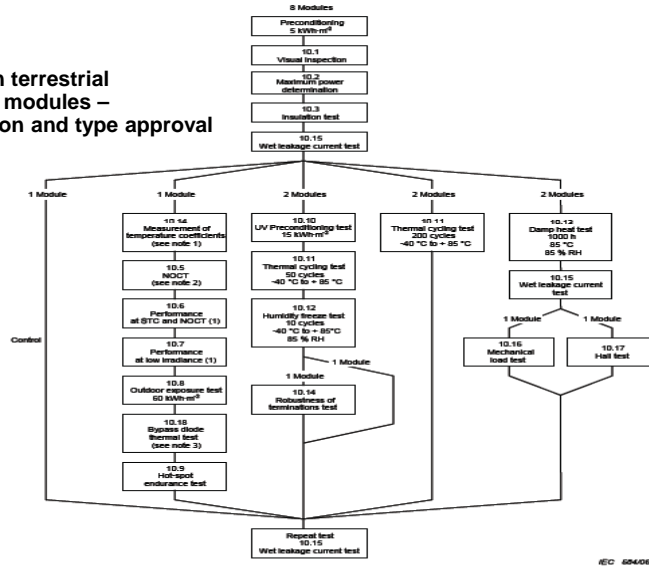 8 Modules
Preconditioning
5 kWh·m⁻²
n terrestrial
modules –
on and type approval
10.1
Visual inspection
10.2
Maximum power
determination
10.3
Insulation test
10.15
Wet leakage current test
1 Module
1 Module
2 Modules
2 Modules
2 Modules
Control
10.14
Measurement of
temperature coefficients
(see note 1)
10.5
NOCT
(see note 2)
10.6
Performance
at STC and NOCT (1)
10.7
Performance
at low irradiance (1)
10.8
Outdoor exposure test
60 kWh·m⁻²
10.18
Bypass diode
thermal test
(see note 3)
10.9
Hot-spot
endurance test
10.10
UV Preconditioning test
15 kWh·m⁻²
10.11
Thermal cycling test
50 cycles
-40 °C to + 85 °C
10.12
Humidity freeze test
10 cycles
-40 °C to + 85°C
85 % RH
1 Module
1 Module
10.14
Robustness of
terminations test
10.11
Thermal cycling test
200 cycles
-40 °C to + 85 °C
10.13
Damp heat test
1000 h
85 °C
85 % RH
10.15
Wet leakage current
test
1 Module
1 Module
10.16
Mechanical
load test
10.17
Hail test
Repeat test
10.15
Wet leakage current test